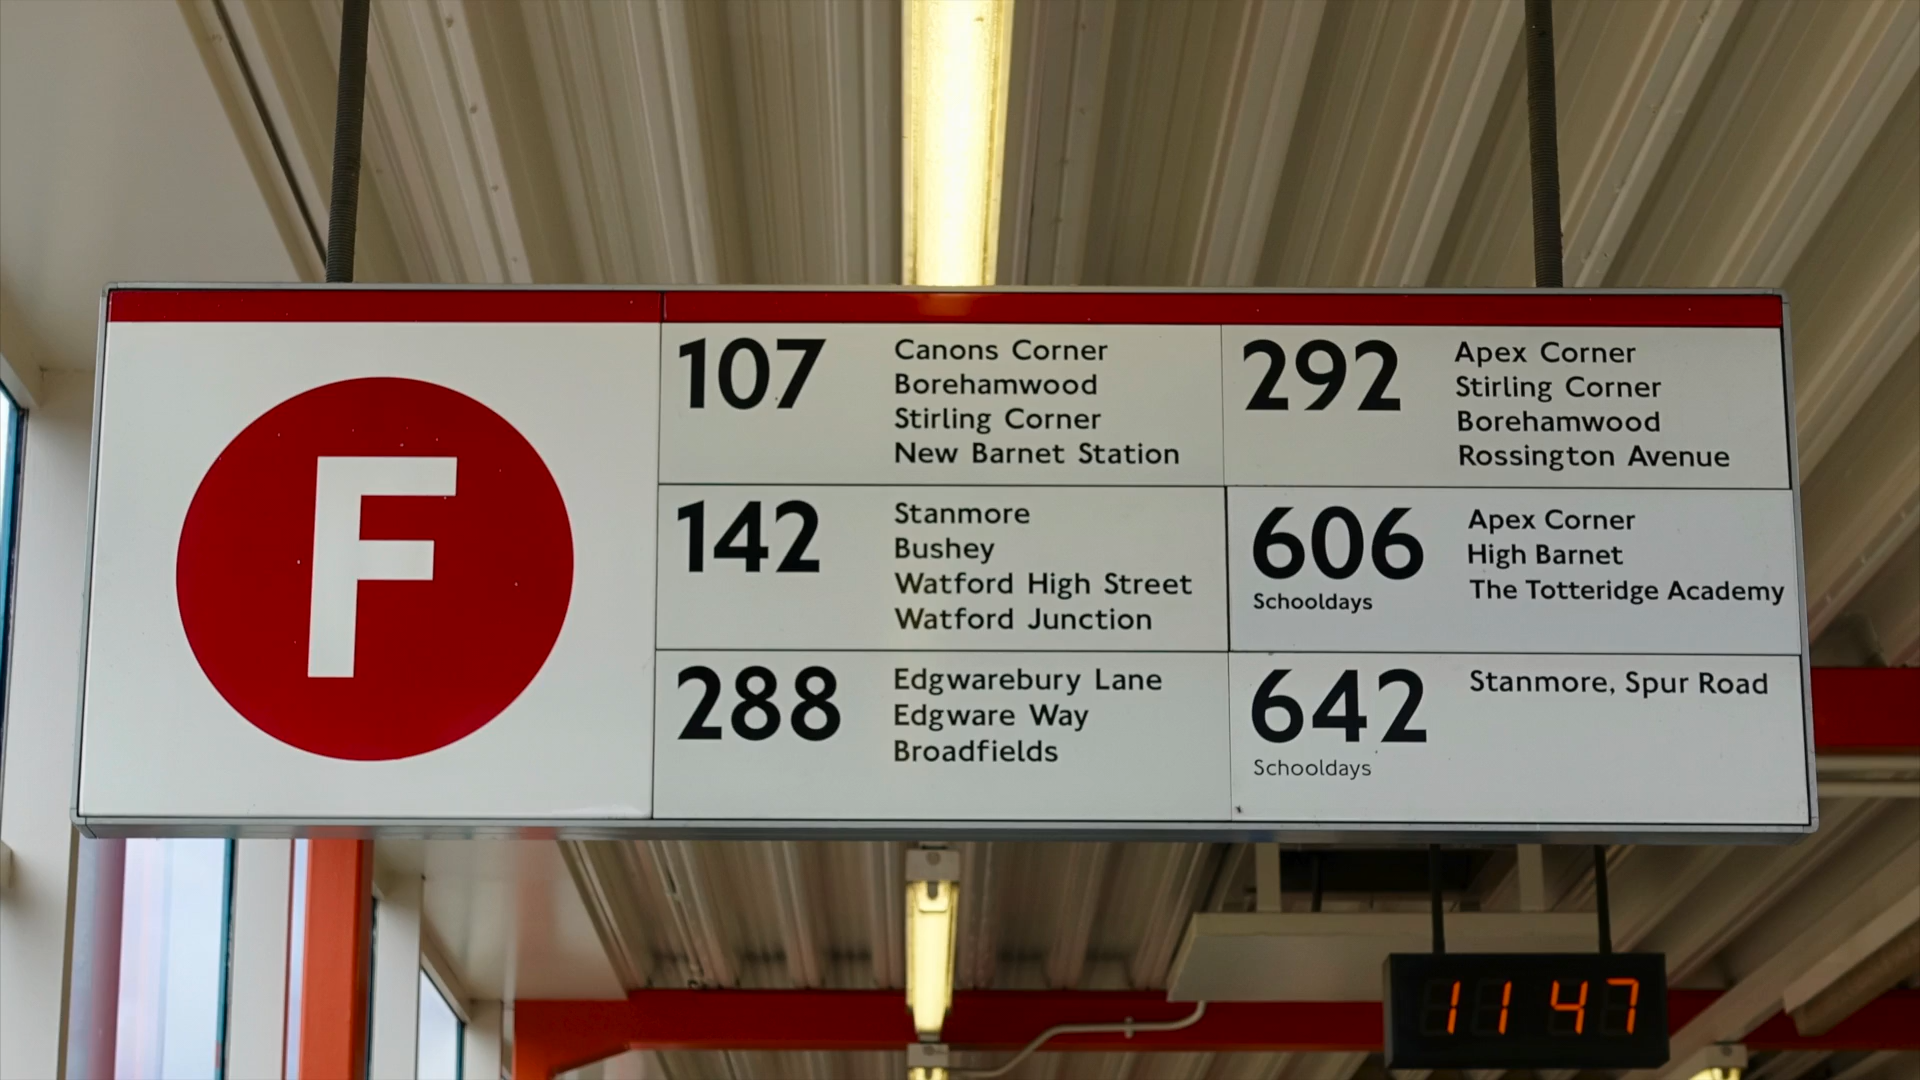 F
107
Canons Corner
Borehamwood
Stirling Corner
New Barnet Station
142
Stanmore
Bushey
Watford High Street
Watford Junction
288
Edgwarebury Lane
Edgware Way
Broadfields
292
Apex Corner
Stirling Corner
Borehamwood
Rossington Avenue
606
Schooldays
Apex Corner
High Barnet
The Totteridge Academy
642
Schooldays
Stanmore, Spur Road
11 47